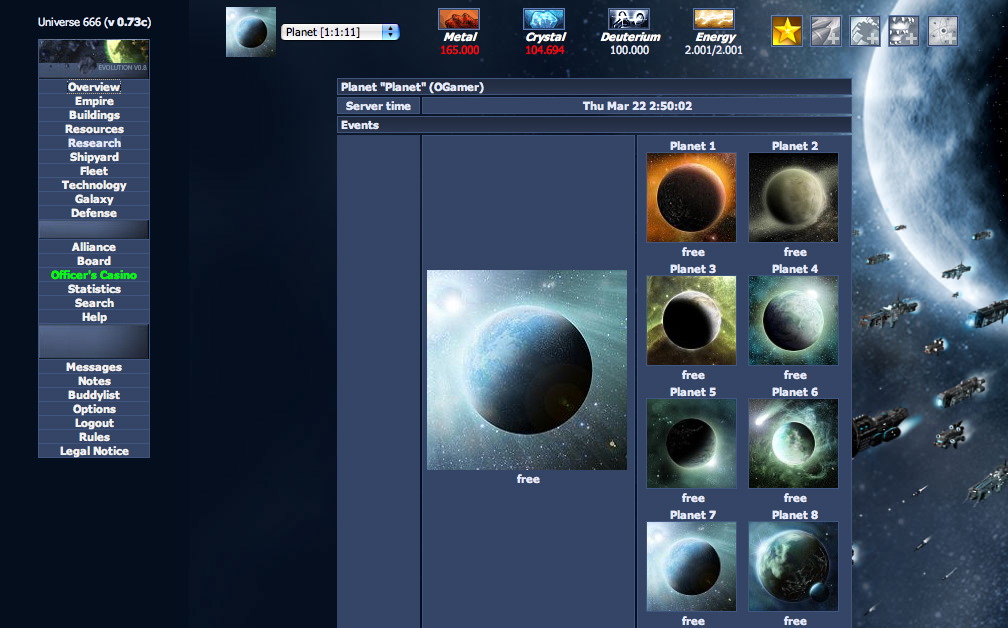 Universe 666 (v 0.73c)
EVOLUTION V0.8
Overview
Empire
Buildings
Resources
Research
Shipyard
Fleet
Technology
Galaxy
Defense
Alliance
Board
Officer's Casino
Statistics
Search
Help
Messages
Notes
Buddylist
Options
Logout
Rules
Legal Notice
Planet [1:1:11]
Metal Crystal Deuterium Energy
165.000 104.694 100.000 2.001/2.001
Planet "Planet" (OGamer)
Server time Thu Mar 22 2:50:02
Events
free
Planet 1 Planet 2
free free
Planet 3 Planet 4
free free
Planet 5 Planet 6
free free
Planet 7 Planet 8
free free